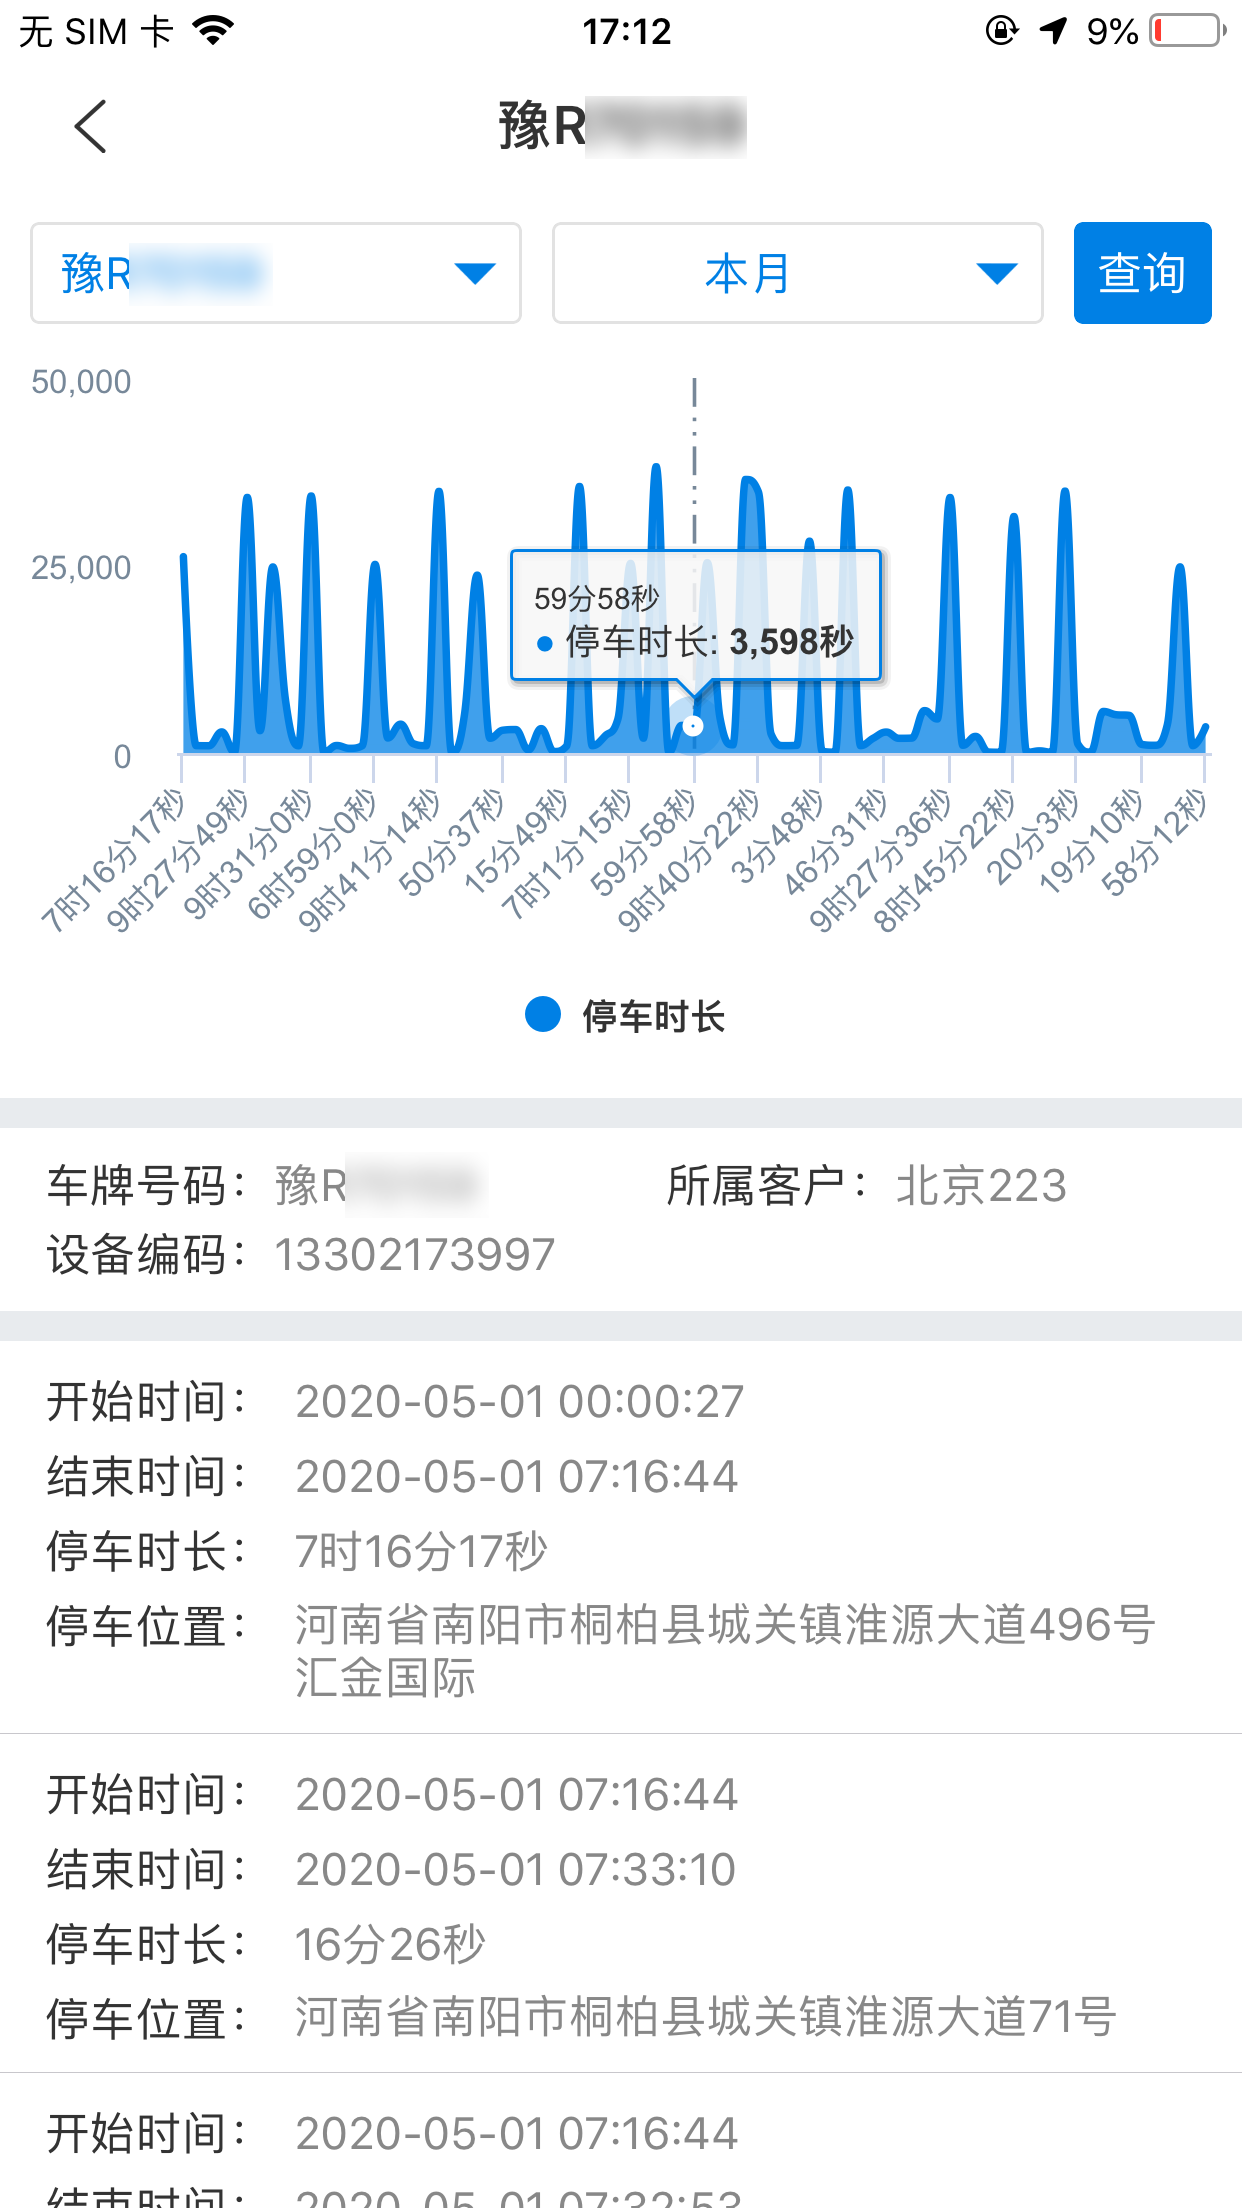 无 SIM 卡 17:12 9%
豫R
豫R 本月 查询
50,000
25,000
0
59分58秒
停车时长: 3,598秒
7时16分17秒 9时27分49秒 9时31分0秒 6时59分0秒 9时41分14秒 50分37秒 15分49秒 7时1分15秒 59分58秒 9时40分22秒 3分48秒 46分31秒 9时27分36秒 8时45分22秒 20分3秒 19分10秒 58分12秒
停车时长
车牌号码： 豫R 所属客户： 北京223
设备编码： 13302173997
开始时间： 2020-05-01 00:00:27
结束时间： 2020-05-01 07:16:44
停车时长： 7时16分17秒
停车位置： 河南省南阳市桐柏县城关镇淮源大道496号
汇金国际
开始时间： 2020-05-01 07:16:44
结束时间： 2020-05-01 07:33:10
停车时长： 16分26秒
停车位置： 河南省南阳市桐柏县城关镇淮源大道71号
开始时间： 2020-05-01 07:16:44
结束时间： 2020-05-01 07:32:53